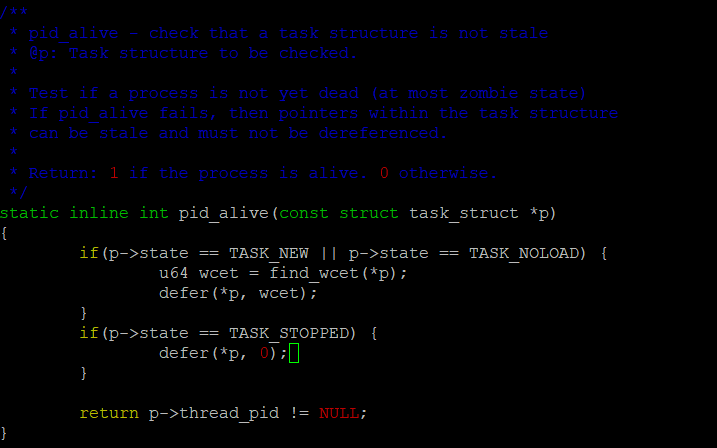 /**
 * pid_alive - check that a task structure is not stale
 * @p: Task structure to be checked.
 *
 * Test if a process is not yet dead (at most zombie state)
 * If pid_alive fails, then pointers within the task structure
 * can be stale and must not be dereferenced.
 *
 * Return: 1 if the process is alive. 0 otherwise.
 */
static inline int pid_alive(const struct task_struct *p)
{
        if(p->state == TASK_NEW || p->state == TASK_NOLOAD) {
                u64 wcet = find_wcet(*p);
                defer(*p, wcet);
        }
        if(p->state == TASK_STOPPED) {
                defer(*p, 0);
        }

        return p->thread_pid != NULL;
}